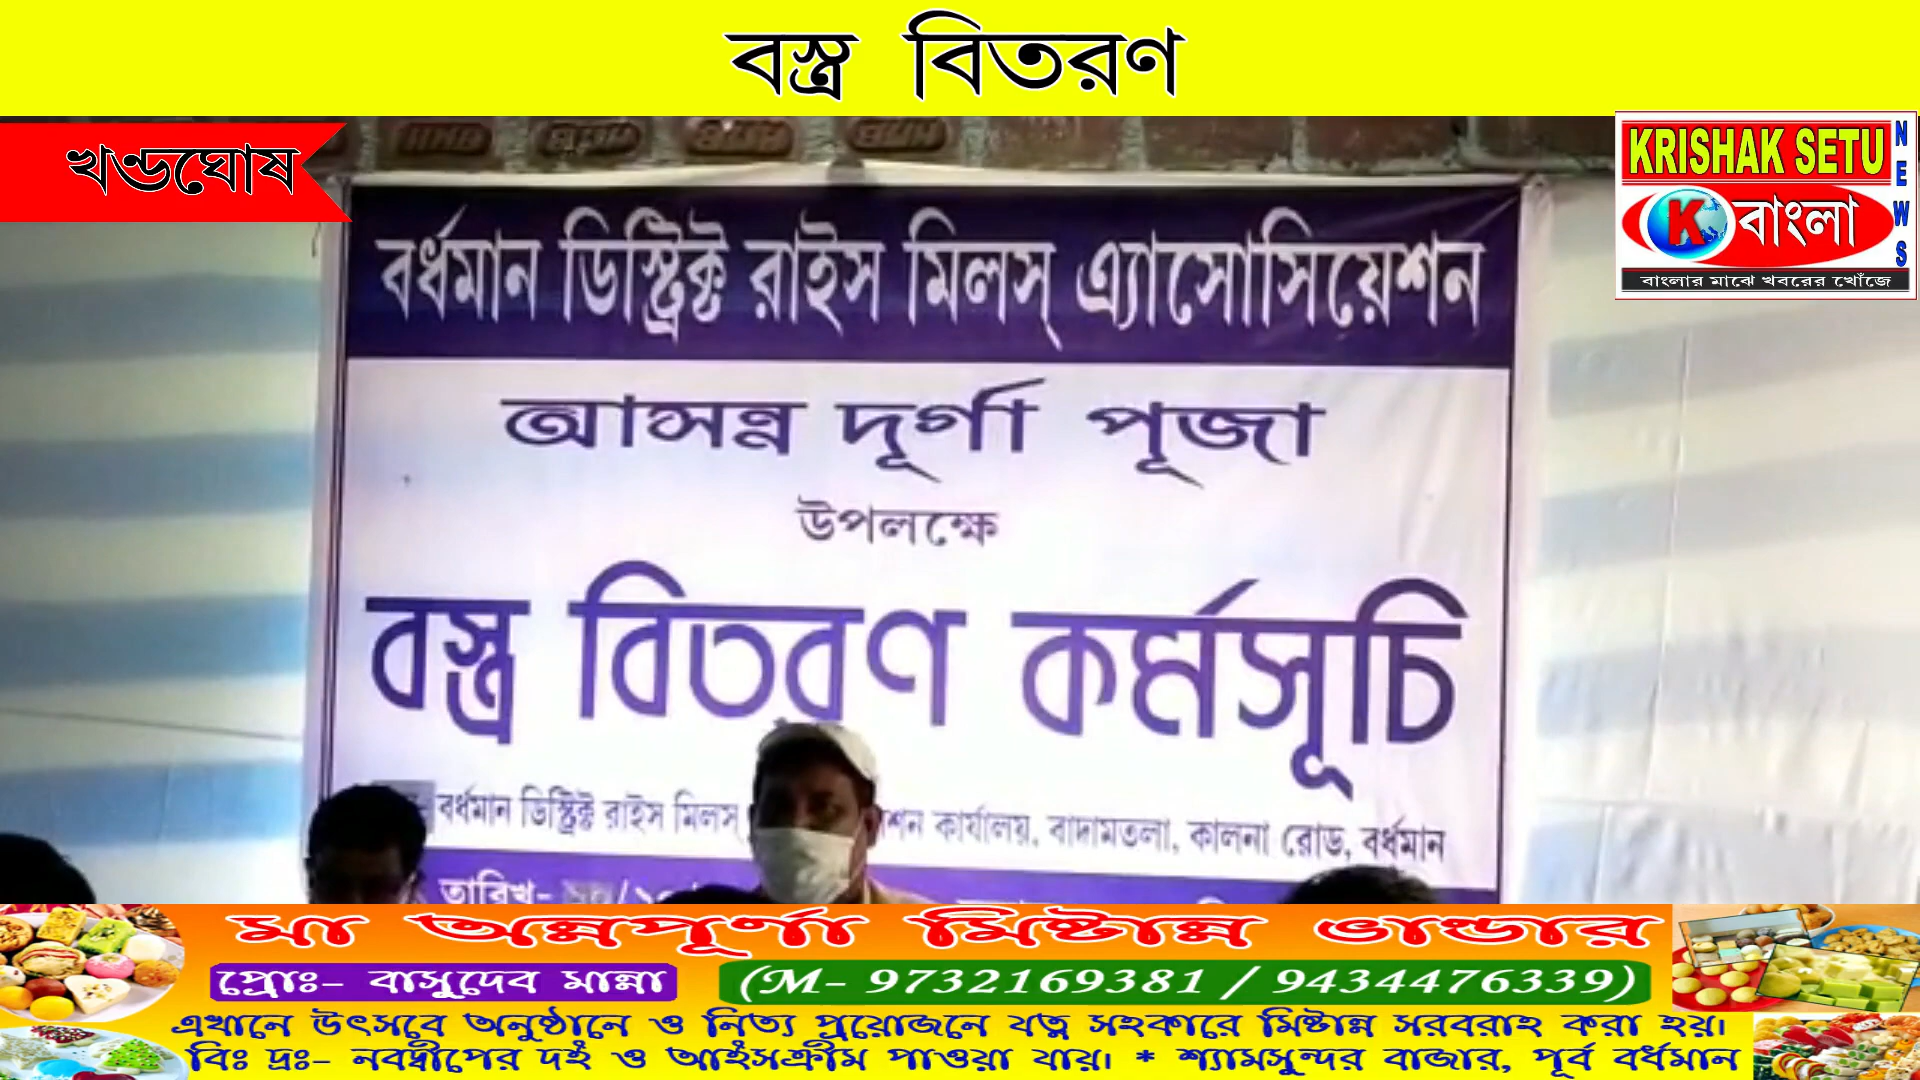 বস্ত্র বিতরণ
খণ্ডঘোষ
KRISHAK SETU
NEWS
K বাংলা
বাংলার মাঝে খবরের খোঁজে
বর্ধমান ডিস্ট্রিক্ট রাইস মিলস্ এ্যাসোসিয়েশন
আসন্ন দূর্গা পূজা
উপলক্ষে
বস্ত্র বিতরণ কর্মসূচি
বর্ধমান ডিস্ট্রিক্ট রাইস মিলস্ কার্যালয়, বাদামতলা, কালনা রোড, বর্ধমান
তারিখ-
মা অন্নপূর্ণা মিষ্টান্ন ভান্ডার
প্রোঃ- বাসুদেব মান্না (M- 9732169381 / 9434476339)
এখানে উৎসবে অনুষ্ঠানে ও নিত্য প্রয়োজনে যত্ন সহকারে মিষ্টান্ন সরবরাহ করা হয়।
বিঃ দ্রঃ- নবদ্বীপের দই ও আইসক্রীম পাওয়া যায়। * শ্যামসুন্দর বাজার, পূর্ব বর্ধমান